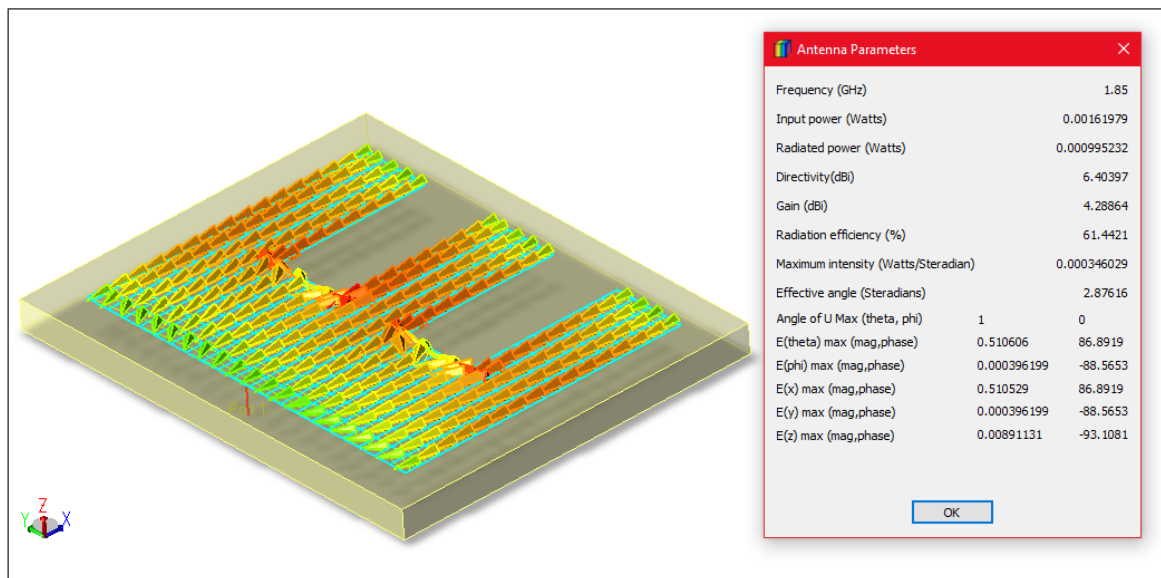 Antenna Parameters
Frequency (GHz) 1.85
Input power (Watts) 0.00161979
Radiated power (Watts) 0.000995232
Directivity(dBi) 6.40397
Gain (dBi) 4.28864
Radiation efficiency (%) 61.4421
Maximum intensity (Watts/Steradian) 0.000346029
Effective angle (Steradians) 2.87616
Angle of U Max (theta, phi) 1 0
E(theta) max (mag,phase) 0.510606 86.8919
E(phi) max (mag,phase) 0.000396199 -88.5653
E(x) max (mag,phase) 0.510529 86.8919
E(y) max (mag,phase) 0.000396199 -88.5653
E(z) max (mag,phase) 0.00891131 -93.1081
OK
Z
Y X